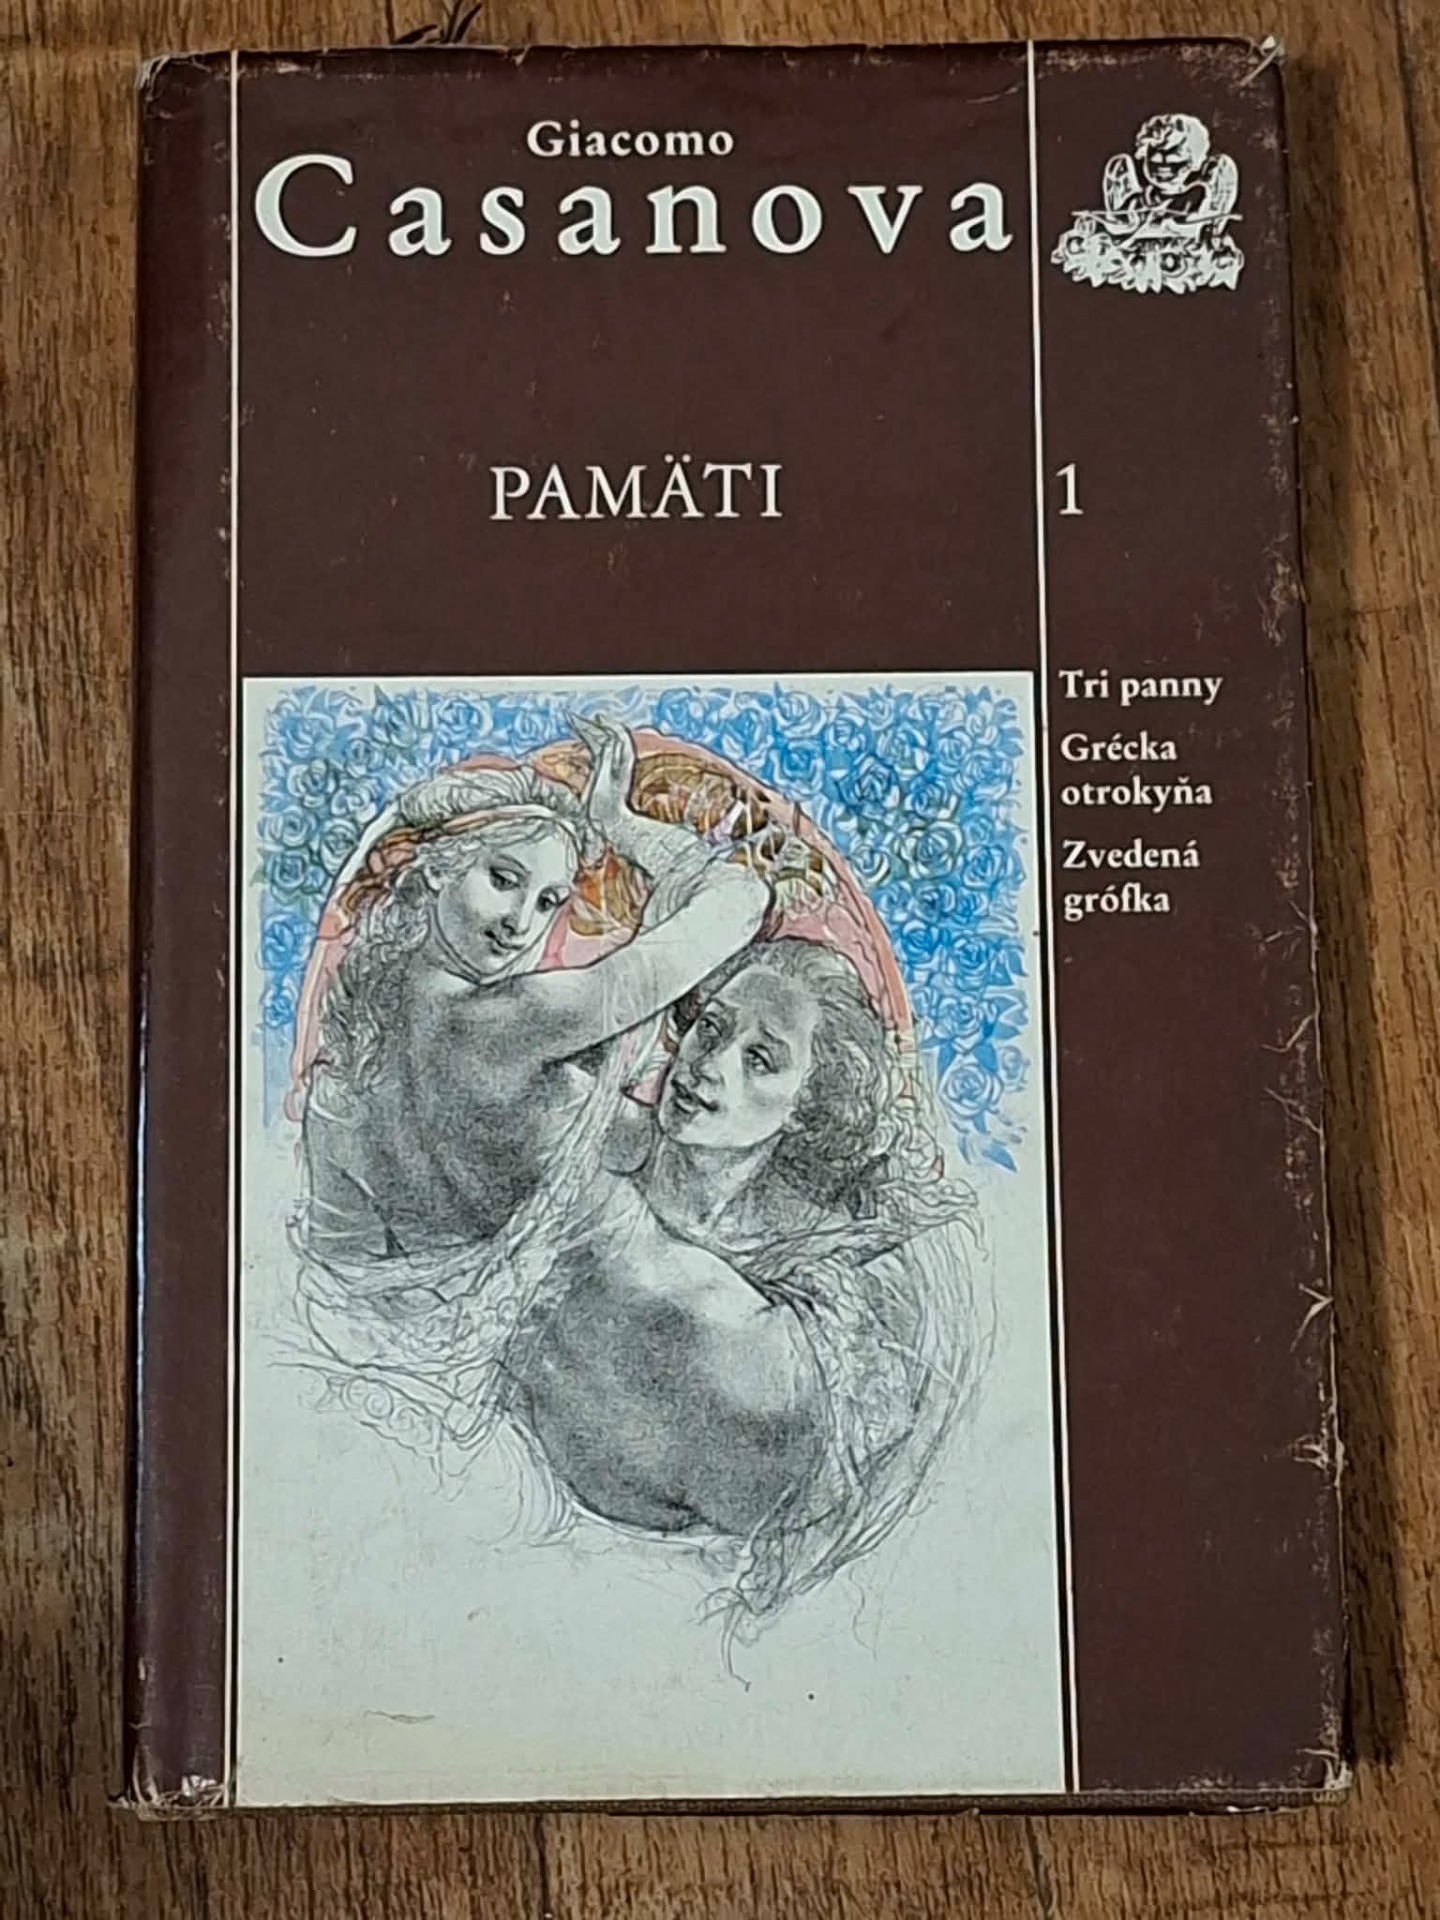 Giacomo
Casanova
PAMÄTI
1
Tri panny
Grécka
otrokyňa
Zvedená
grófka